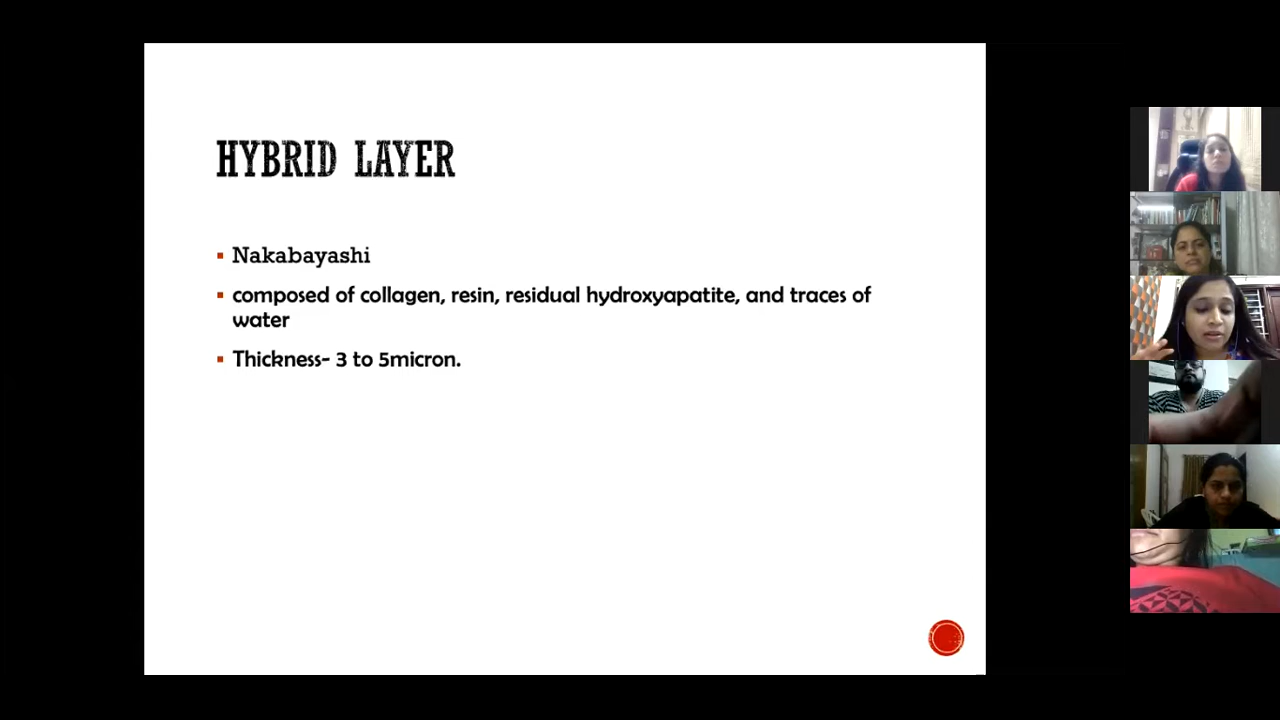 HYBRID LAYER
Nakabayashi
composed of collagen, resin, residual hydroxyapatite, and traces of
water
Thickness- 3 to 5micron.